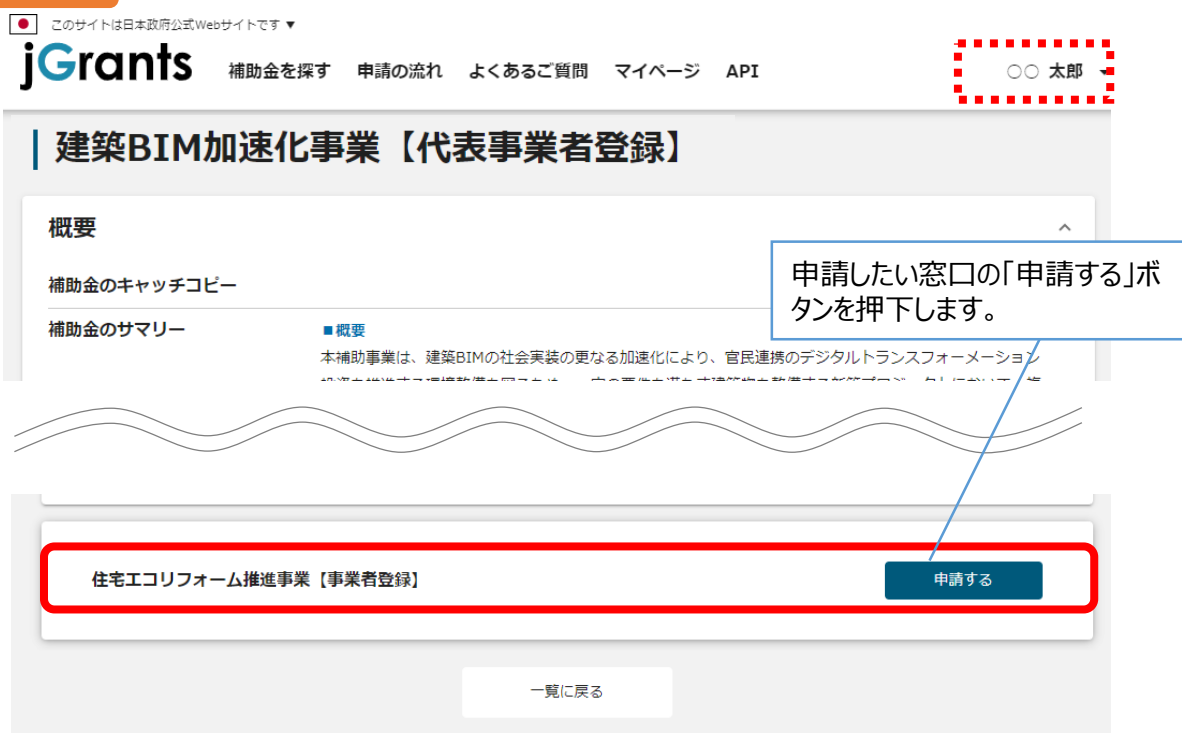 このサイトは日本政府公式Webサイトです ▼
jGrants 補助金を探す 申請の流れ よくあるご質問 マイページ API ○○ 太郎
建築BIM加速化事業【代表事業者登録】
概要
申請したい窓口の「申請する」ボ
タンを押下します。
補助金のキャッチコピー
補助金のサマリー ■概要
本補助事業は、建築BIMの社会実装の更なる加速化により、官民連携のデジタルトランスフォーメーション
住宅エコリフォーム推進事業【事業者登録】 申請する
一覧に戻る